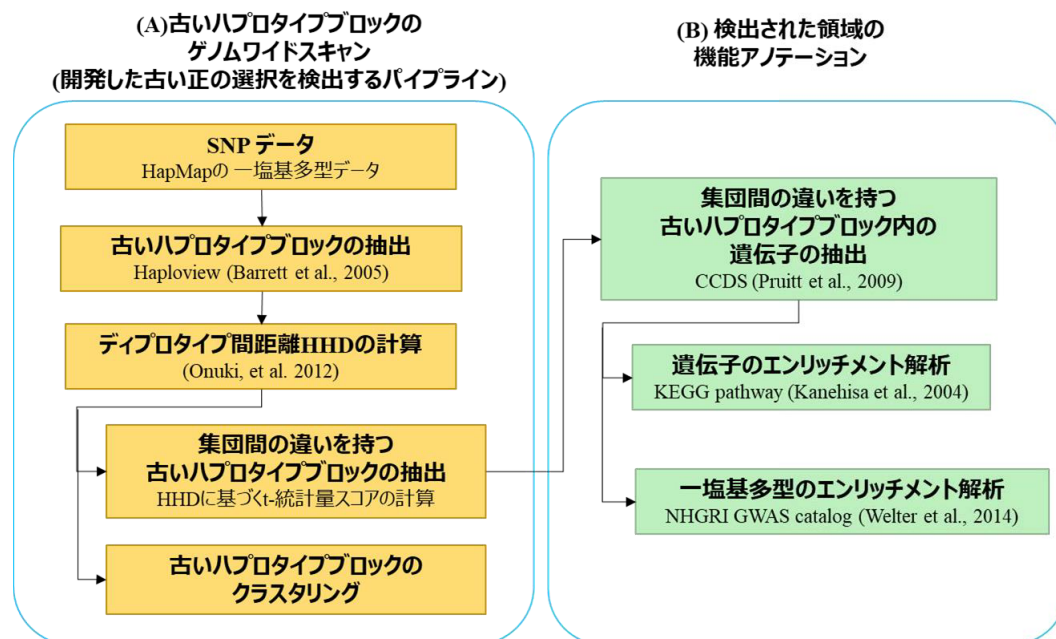 (A)古いハプロタイプブロックの
ゲノムワイドスキャン
(開発した古い正の選択を検出するパイプライン)
SNP データ
HapMapの 一塩基多型データ
古いハプロタイプブロックの抽出
Haploview (Barrett et al., 2005)
ディプロタイプ間距離HHDの計算
(Onuki, et al. 2012)
集団間の違いを持つ
古いハプロタイプブロックの抽出
HHDに基づくt-統計量スコアの計算
古いハプロタイプブロックの
クラスタリング
(B) 検出された領域の
機能アノテーション
集団間の違いを持つ
古いハプロタイプブロック内の
遺伝子の抽出
CCDS (Pruitt et al., 2009)
遺伝子のエンリッチメント解析
KEGG pathway (Kanehisa et al., 2004)
一塩基多型のエンリッチメント解析
NHGRI GWAS catalog (Welter et al., 2014)